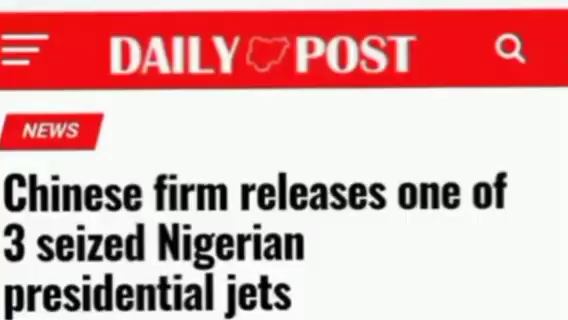 DAILY POST
NEWS
Chinese firm releases one of
3 seized Nigerian
presidential jets